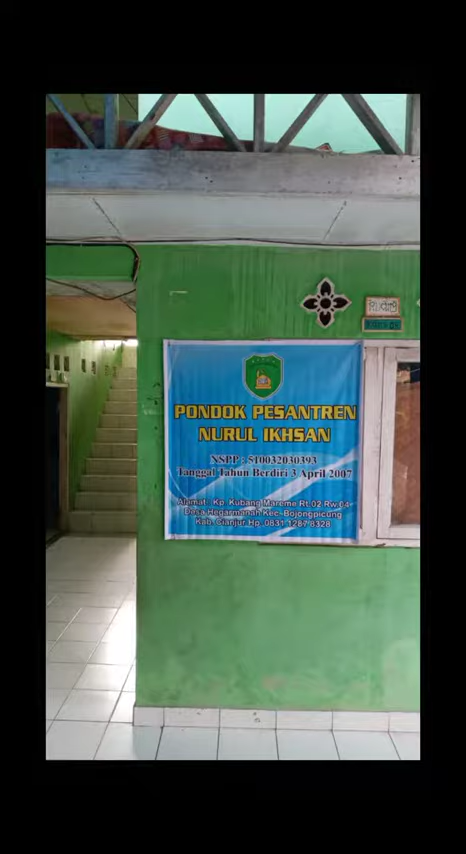 PONDOK PESANTREN
NURUL IKHSAN
NSPP : 510032030393
Tanggal Tahun Berdiri 3 April 2007
Alamat: Kp. Kubang Mareme Rt.02 Rw.04
Desa Hegarmanah Kec. Bojongpicung
Kab. Cianjur Hp. 0831 1287 8328